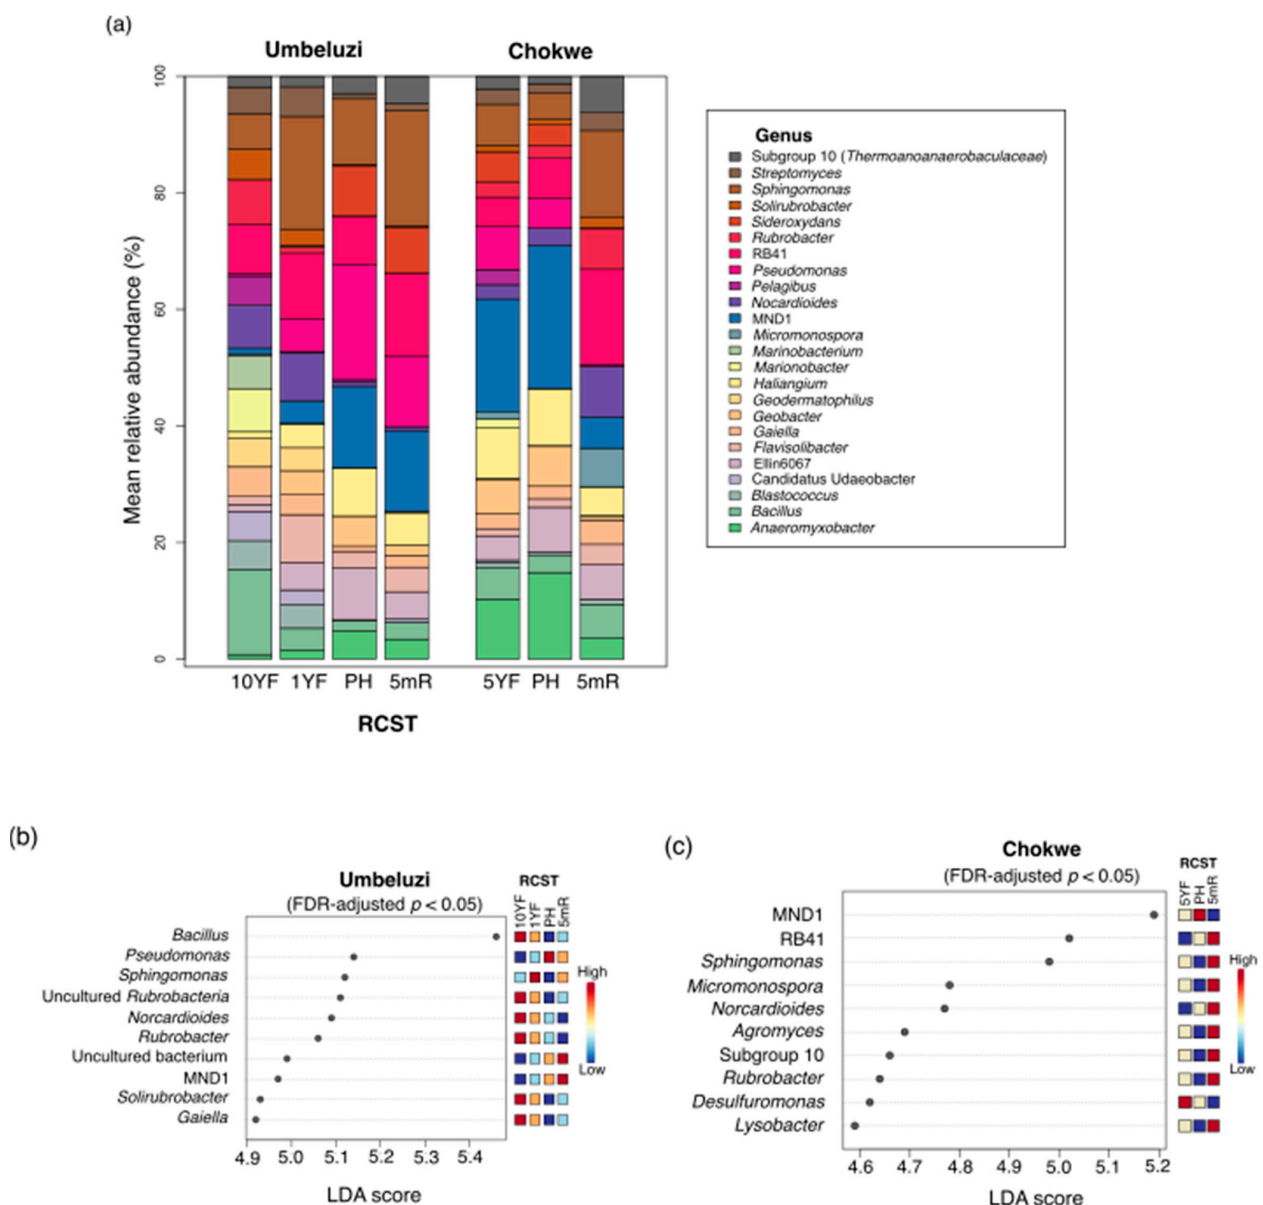 (a)
Umbeluzi
Chokwe
Mean relative abundance (%)
100
80
60
40
20
0
10YF 1YF PH 5mR
5YF PH 5mR
RCST
Genus
Subgroup 10 (Thermoanoanaerobaculaceae)
Streptomyces
Sphingomonas
Solirubrobacter
Sideroxydans
Rubrobacter
RB41
Pseudomonas
Pelagibus
Nocardioides
MND1
Micromonospora
Marinobacterium
Marionobacter
Haliangium
Geodermatophilus
Geobacter
Gaiella
Flavisolibacter
Ellin6067
Candidatus Udaeobacter
Blastococcus
Bacillus
Anaeromyxobacter
(b)
Umbeluzi
(FDR-adjusted p < 0.05)
RCST
10YF
1YF
PH
5mR
Bacillus
Pseudomonas
Sphingomonas
Uncultured Rubrobacteria
Norcardioides
Rubrobacter
Uncultured bacterium
MND1
Solirubrobacter
Gaiella
High
Low
4.9 5.0 5.1 5.2 5.3 5.4
LDA score
(c)
Chokwe
(FDR-adjusted p < 0.05)
RCST
5YF
PH
5mR
MND1
RB41
Sphingomonas
Micromonospora
Norcardioides
Agromyces
Subgroup 10
Rubrobacter
Desulfuromonas
Lysobacter
High
Low
4.6 4.7 4.8 4.9 5.0 5.1 5.2
LDA score